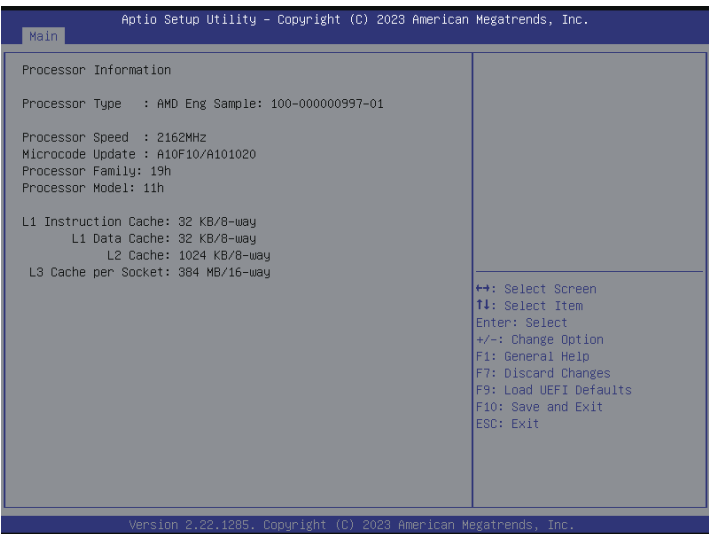 Aptio Setup Utility – Copyright (C) 2023 American Megatrends, Inc.
Main
Processor Information
Processor Type : AMD Eng Sample: 100-000000997-01
Processor Speed : 2162MHz
Microcode Update : A10F10/A101020
Processor Family: 19h
Processor Model: 11h
L1 Instruction Cache: 32 KB/8-way
L1 Data Cache: 32 KB/8-way
L2 Cache: 1024 KB/8-way
L3 Cache per Socket: 384 MB/16-way
↔: Select Screen
↑↓: Select Item
Enter: Select
+/-: Change Option
F1: General Help
F7: Discard Changes
F9: Load UEFI Defaults
F10: Save and Exit
ESC: Exit
Version 2.22.1285. Copyright (C) 2023 American Megatrends, Inc.